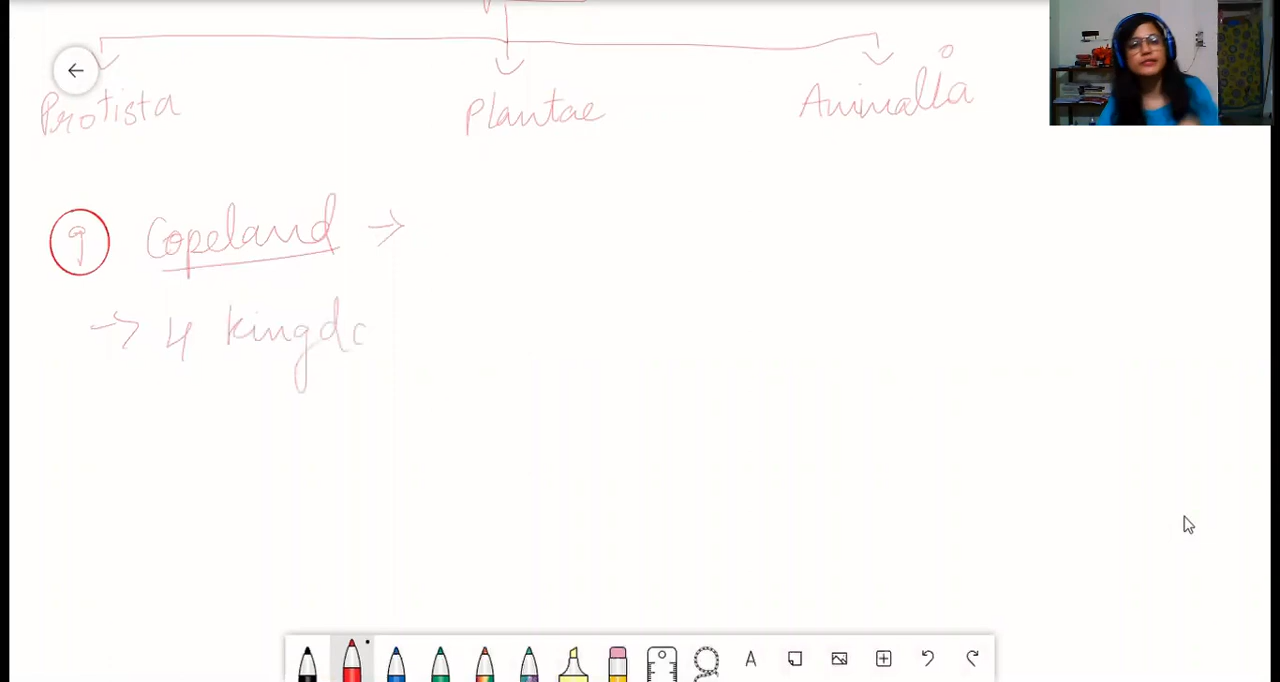 Protista Plantae Animalia
9 Copeland →
→ 4 kingdo
A